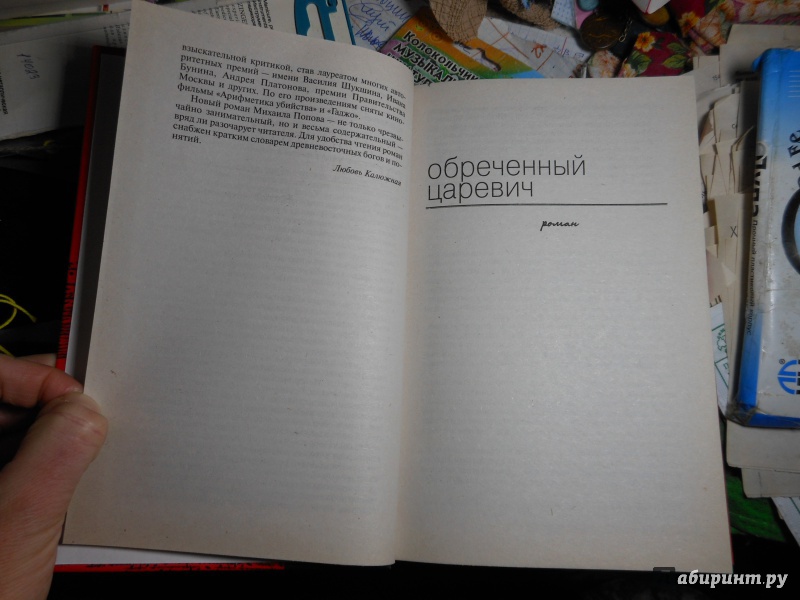 взыскательной критикой, став лауреатом многих авто-
ритетных премий — имени Василия Шукшина, Ивана
Бунина, Андрея Платонова, премии Правительства
Москвы и других. По его произведениям сняты кино-
фильмы «Арифметика убийства» и «Гаджо».
Новый роман Михаила Попова — не только чрезвы-
чайно занимательный, но и весьма содержательный —
вряд ли разочарует читателя. Для удобства чтения роман
снабжен кратким словарем древневосточных богов и по-
нятий.
Любовь Калюжная
обреченный
царевич
роман
Колокольчик
МУЗЫКА
абиринт.ру